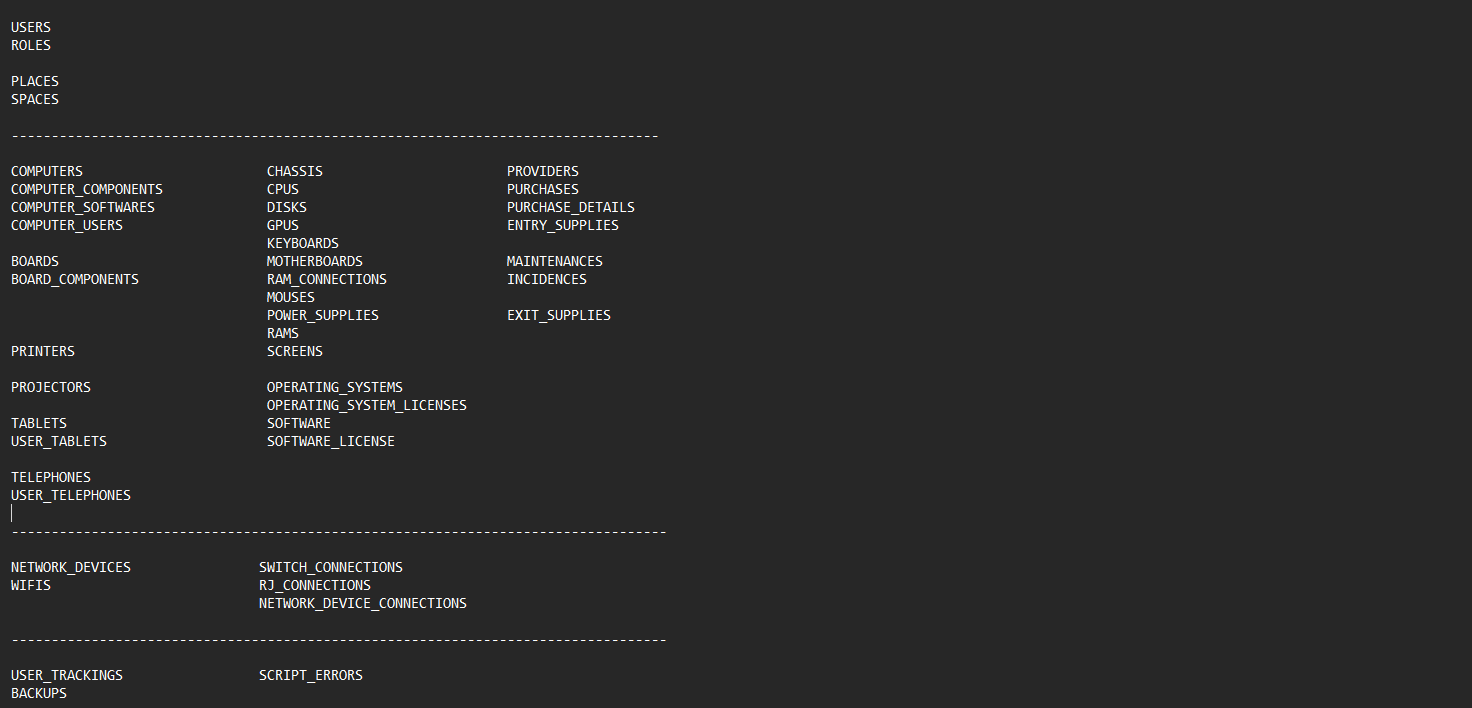 USERS
ROLES
PLACES
SPACES
---------------------------------------------------------------------------------
COMPUTERS CHASSIS PROVIDERS
COMPUTER_COMPONENTS CPUS PURCHASES
COMPUTER_SOFTWARES DISKS PURCHASE_DETAILS
COMPUTER_USERS GPUS ENTRY_SUPPLIES
KEYBOARDS
BOARDS MOTHERBOARDS MAINTENANCES
BOARD_COMPONENTS RAM_CONNECTIONS INCIDENCES
MOUSES
POWER_SUPPLIES EXIT_SUPPLIES
RAMS
PRINTERS SCREENS
PROJECTORS OPERATING_SYSTEMS
OPERATING_SYSTEM_LICENSES
TABLETS SOFTWARE
USER_TABLETS SOFTWARE_LICENSE
TELEPHONES
USER_TELEPHONES
----------------------------------------------------------------------------------
NETWORK_DEVICES SWITCH_CONNECTIONS
WIFIS RJ_CONNECTIONS
NETWORK_DEVICE_CONNECTIONS
----------------------------------------------------------------------------------
USER_TRACKINGS SCRIPT_ERRORS
BACKUPS